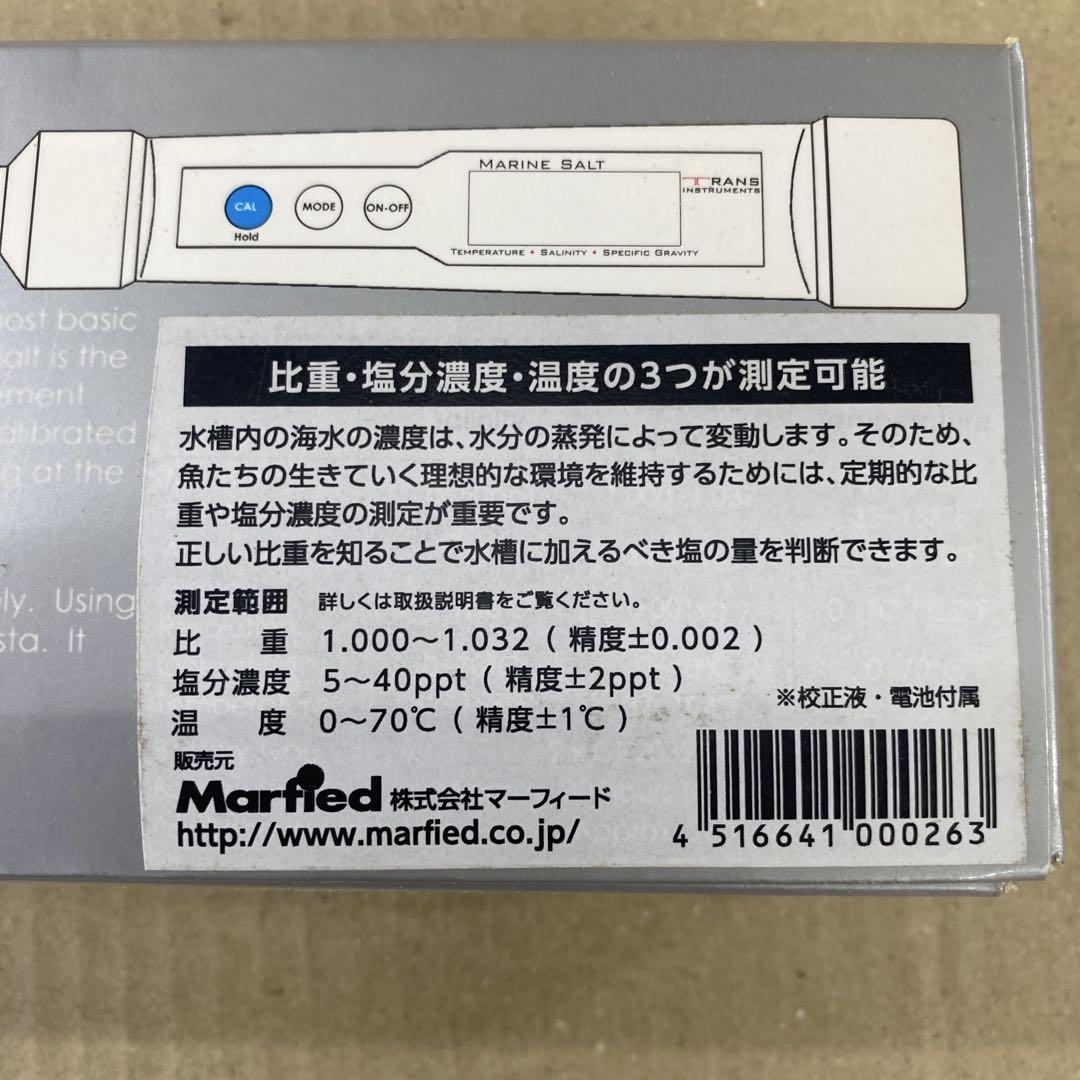 MARINE SALT
TRANS
INSTRUMENTS
CAL
MODE
ON-OFF
Hold
TEMPERATURE • SALINITY • SPECIFIC GRAVITY
most basic
salt is the
at the
Using
It
比重・塩分濃度・温度の3つが測定可能
水槽内の海水の濃度は、水分の蒸発によって変動します。そのため、
魚たちの生きていく理想的な環境を維持するためには、定期的な比
重や塩分濃度の測定が重要です。
正しい比重を知ることで水槽に加えるべき塩の量を判断できます。
測定範囲 詳しくは取扱説明書をご覧ください。
比 重 1.000～1.032 ( 精度±0.002 )
塩分濃度 5～40ppt ( 精度±2ppt )
温 度 0～70℃ ( 精度±1℃ )
※校正液・電池付属
販売元
Marfied 株式会社マーフィード
http://www.marfied.co.jp/
4 516641 000263